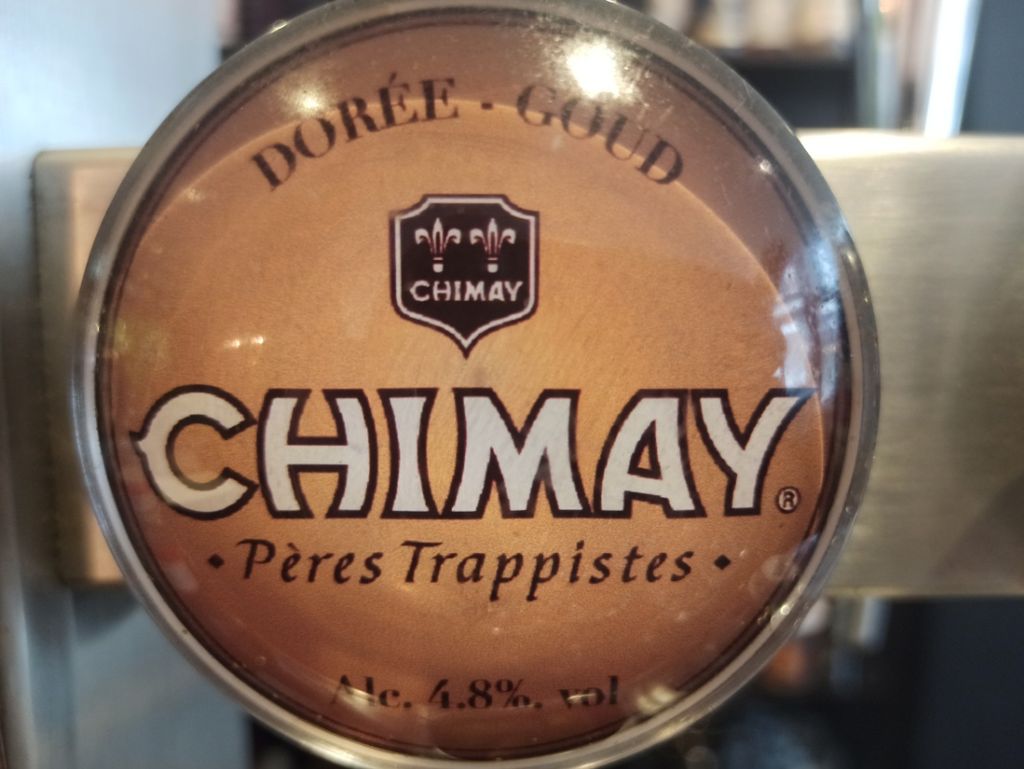 DORÉE - GOUD
CHIMAY
CHIMAY®
• Pères Trappistes •
Alc. 4.8%. vol